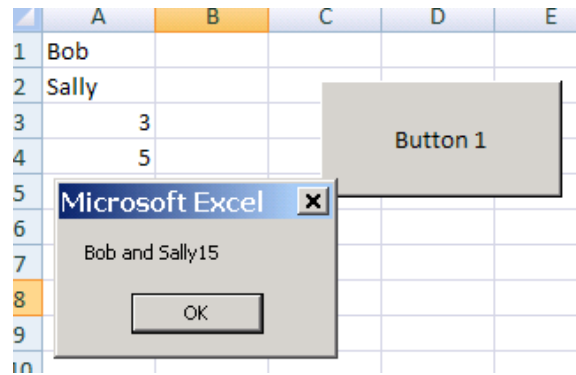 A B C D E
1 Bob
2 Sally
3 3
4 5
Button 1
5
Microsoft Excel
6
7
Bob and Sally15
8
OK
9
10